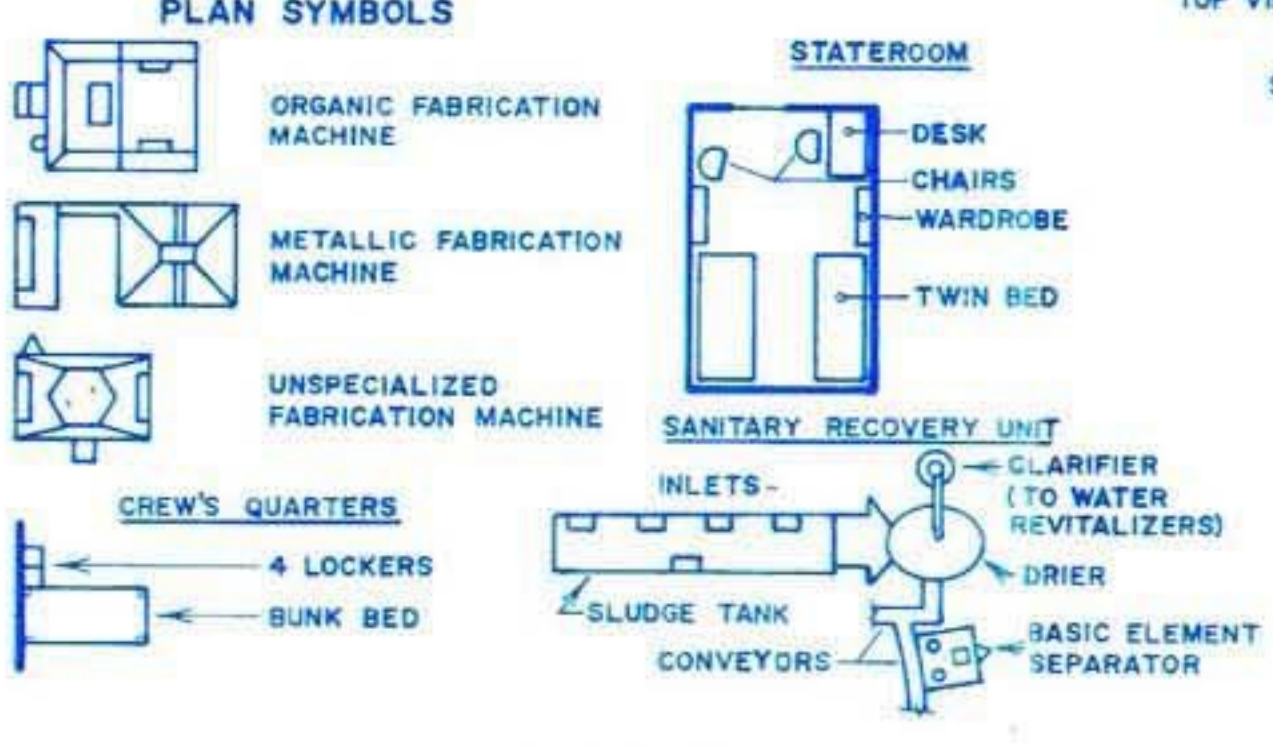 PLAN SYMBOLS
ORGANIC FABRICATION
MACHINE
METALLIC FABRICATION
MACHINE
UNSPECIALIZED
FABRICATION MACHINE
CREW'S QUARTERS
4 LOCKERS
BUNK BED
STATEROOM
DESK
CHAIRS
WARDROBE
TWIN BED
SANITARY RECOVERY UNIT
INLETS-
CLARIFIER
(TO WATER
REVITALIZERS)
DRIER
SLUDGE TANK
CONVEYORS
BASIC ELEMENT
SEPARATOR
TOP